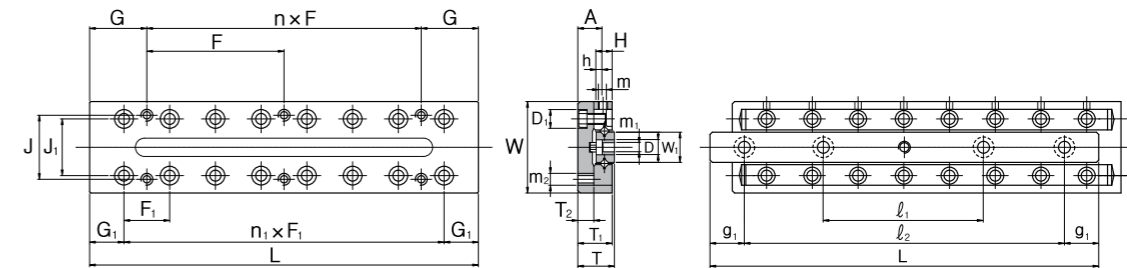 G n×F G
F
J J₁
F₁
G₁ n₁×F₁ G₁
L
A
H
h
m
D₁
m₁
W D W₁
m₂
T₂
T₁
T
ℓ₁
g₁ ℓ₂ g₁
L